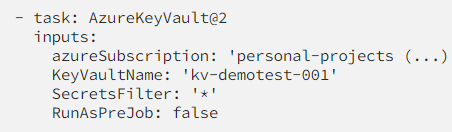 - task: AzureKeyVault@2
inputs:
azureSubscription: 'personal-projects (...)
KeyVaultName: 'kv-demotest-001'
SecretsFilter: '*'
RunAsPreJob: false